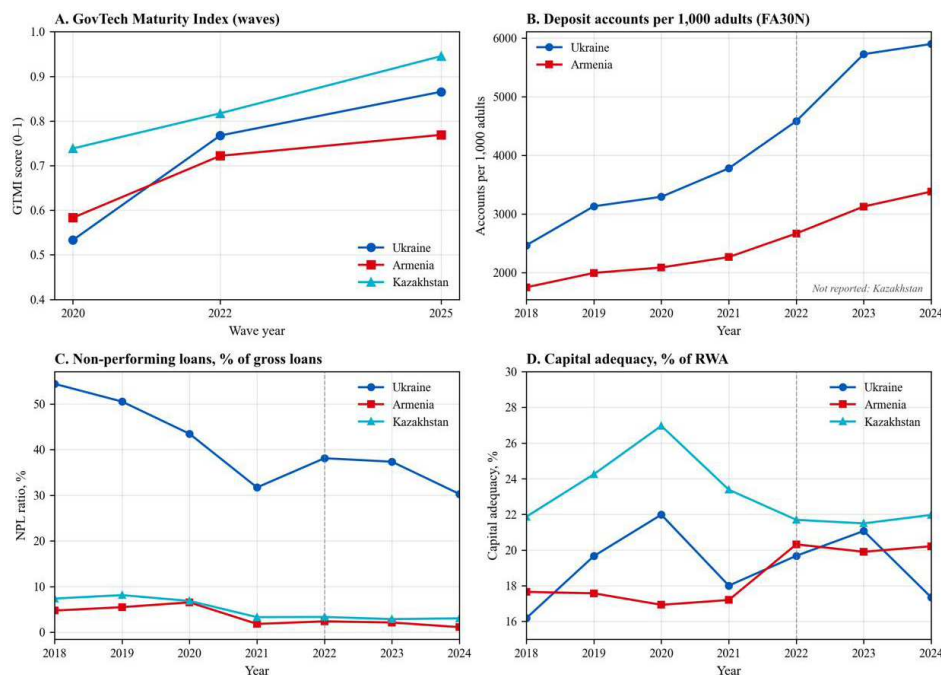 A. GovTech Maturity Index (waves)
1.0
0.9
0.8
0.7
0.6
0.5
0.4
GTMI score (0–1)
Ukraine
Armenia
Kazakhstan
2020
2022
2025
Wave year
B. Deposit accounts per 1,000 adults (FA30N)
6000
5000
4000
3000
2000
Accounts per 1,000 adults
Ukraine
Armenia
Not reported: Kazakhstan
2018
2019
2020
2021
2022
2023
2024
Year
C. Non-performing loans, % of gross loans
50
40
30
20
10
0
NPL ratio, %
Ukraine
Armenia
Kazakhstan
2018
2019
2020
2021
2022
2023
2024
Year
D. Capital adequacy, % of RWA
30
28
26
24
22
20
18
16
Capital adequacy, %
Ukraine
Armenia
Kazakhstan
2018
2019
2020
2021
2022
2023
2024
Year